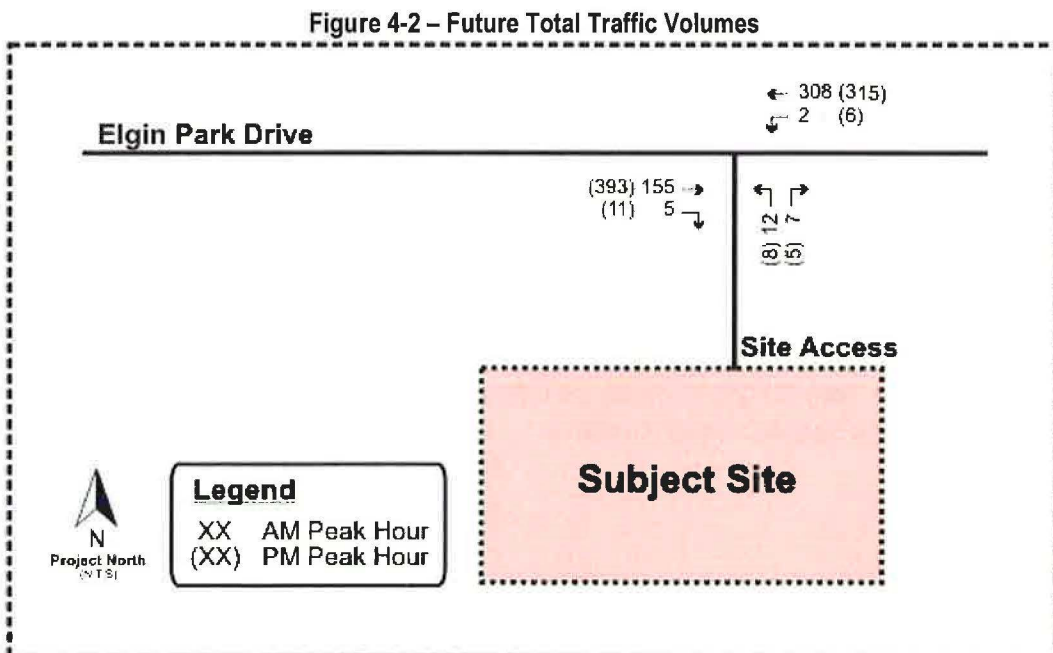 Figure 4-2 – Future Total Traffic Volumes
308 (315)
2 (6)
Elgin Park Drive
(393) 155
(11) 5
(8) 12
(5) 7
Site Access
Subject Site
Legend
XX AM Peak Hour
(XX) PM Peak Hour
N
Project North
(NTS)